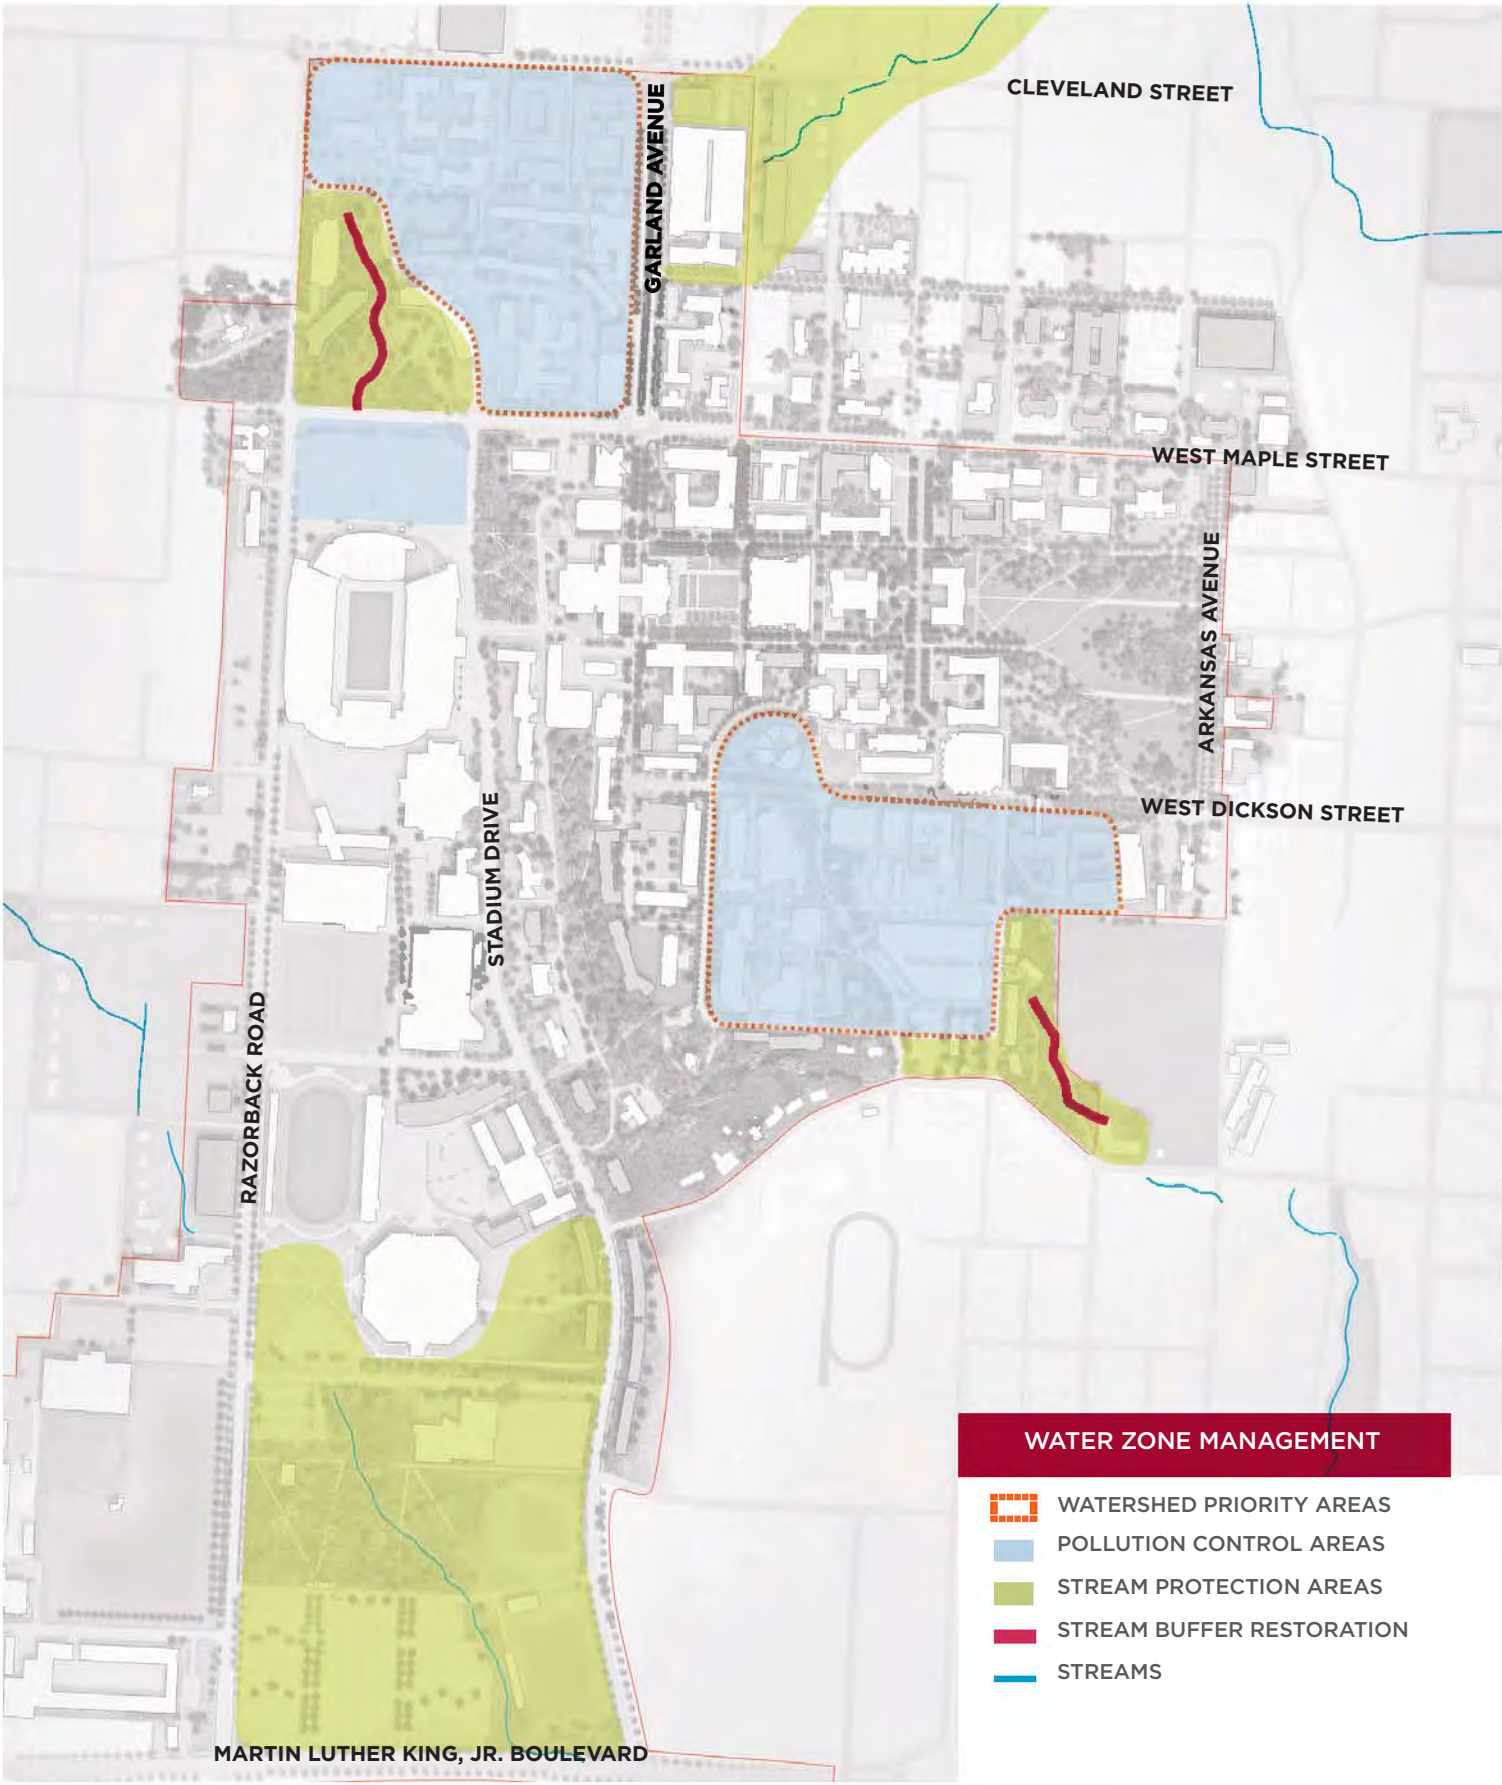 CLEVELAND STREET
GARLAND AVENUE
WEST MAPLE STREET
ARKANSAS AVENUE
WEST DICKSON STREET
STADIUM DRIVE
RAZORBACK ROAD
MARTIN LUTHER KING, JR. BOULEVARD
WATER ZONE MANAGEMENT
WATERSHED PRIORITY AREAS
POLLUTION CONTROL AREAS
STREAM PROTECTION AREAS
STREAM BUFFER RESTORATION
STREAMS